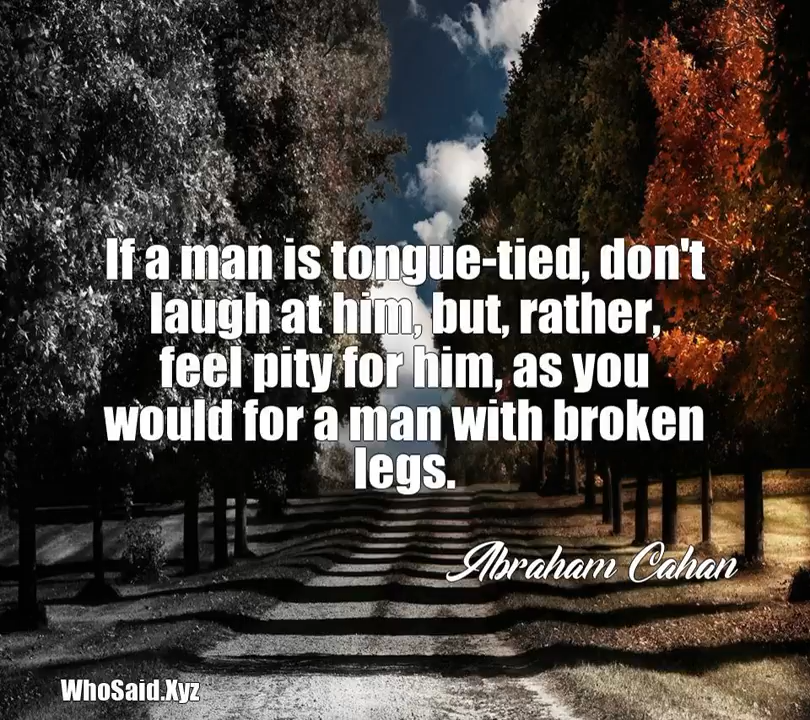 If a man is tongue-tied, don't
laugh at him, but, rather,
feel pity for him, as you
would for a man with broken
legs.
Abraham Cahan
WhoSaid.Xyz